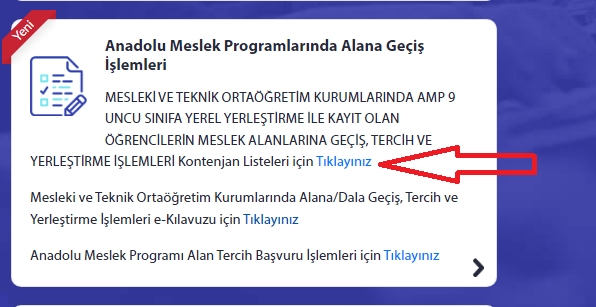 Yeni
Anadolu Meslek Programlarında Alana Geçiş
İşlemleri
MESLEKİ VE TEKNİK ORTAÖĞRETİM KURUMLARINDA AMP 9
UNCU SINIFA YEREL YERLEŞTİRME İLE KAYIT OLAN
ÖĞRENCİLERİN MESLEK ALANLARINA GEÇİŞ, TERCİH VE
YERLEŞTİRME İŞLEMLERİ Kontenjan Listeleri için Tıklayınız
Mesleki ve Teknik Ortaöğretim Kurumlarında Alana/Dala Geçiş, Tercih ve
Yerleştirme İşlemleri e-Kılavuzu için Tıklayınız
Anadolu Meslek Programı Alan Tercih Başvuru İşlemleri için Tıklayınız